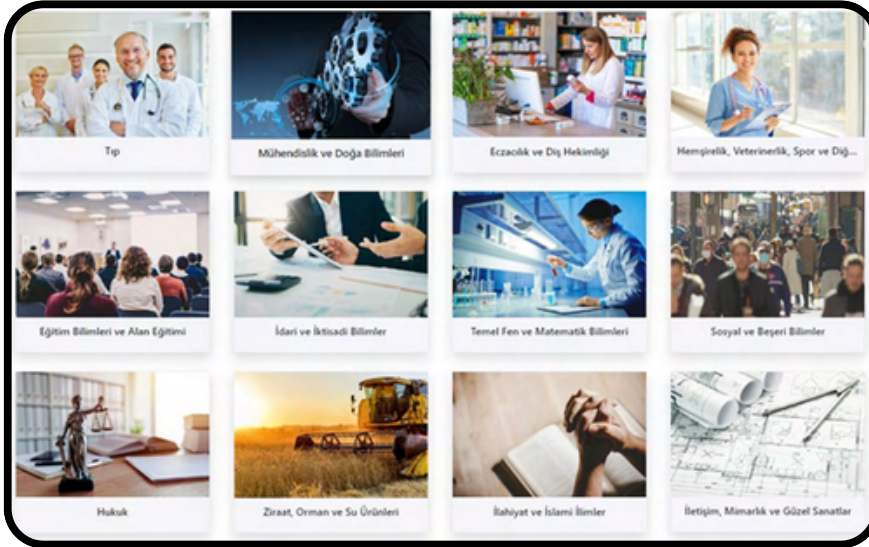 Tıp
Mühendislik ve Doğa Bilimleri
Eczacılık ve Diş Hekimliği
Hemşirelik, Veterinerlik, Spor ve Diğ...
Eğitim Bilimleri ve Alan Eğitimi
İdari ve İktisadi Bilimler
Temel Fen ve Matematik Bilimleri
Sosyal ve Beşeri Bilimler
Hukuk
Ziraat, Orman ve Su Ürünleri
İlahiyat ve İslami İlimler
İletişim, Mimarlık ve Güzel Sanatlar